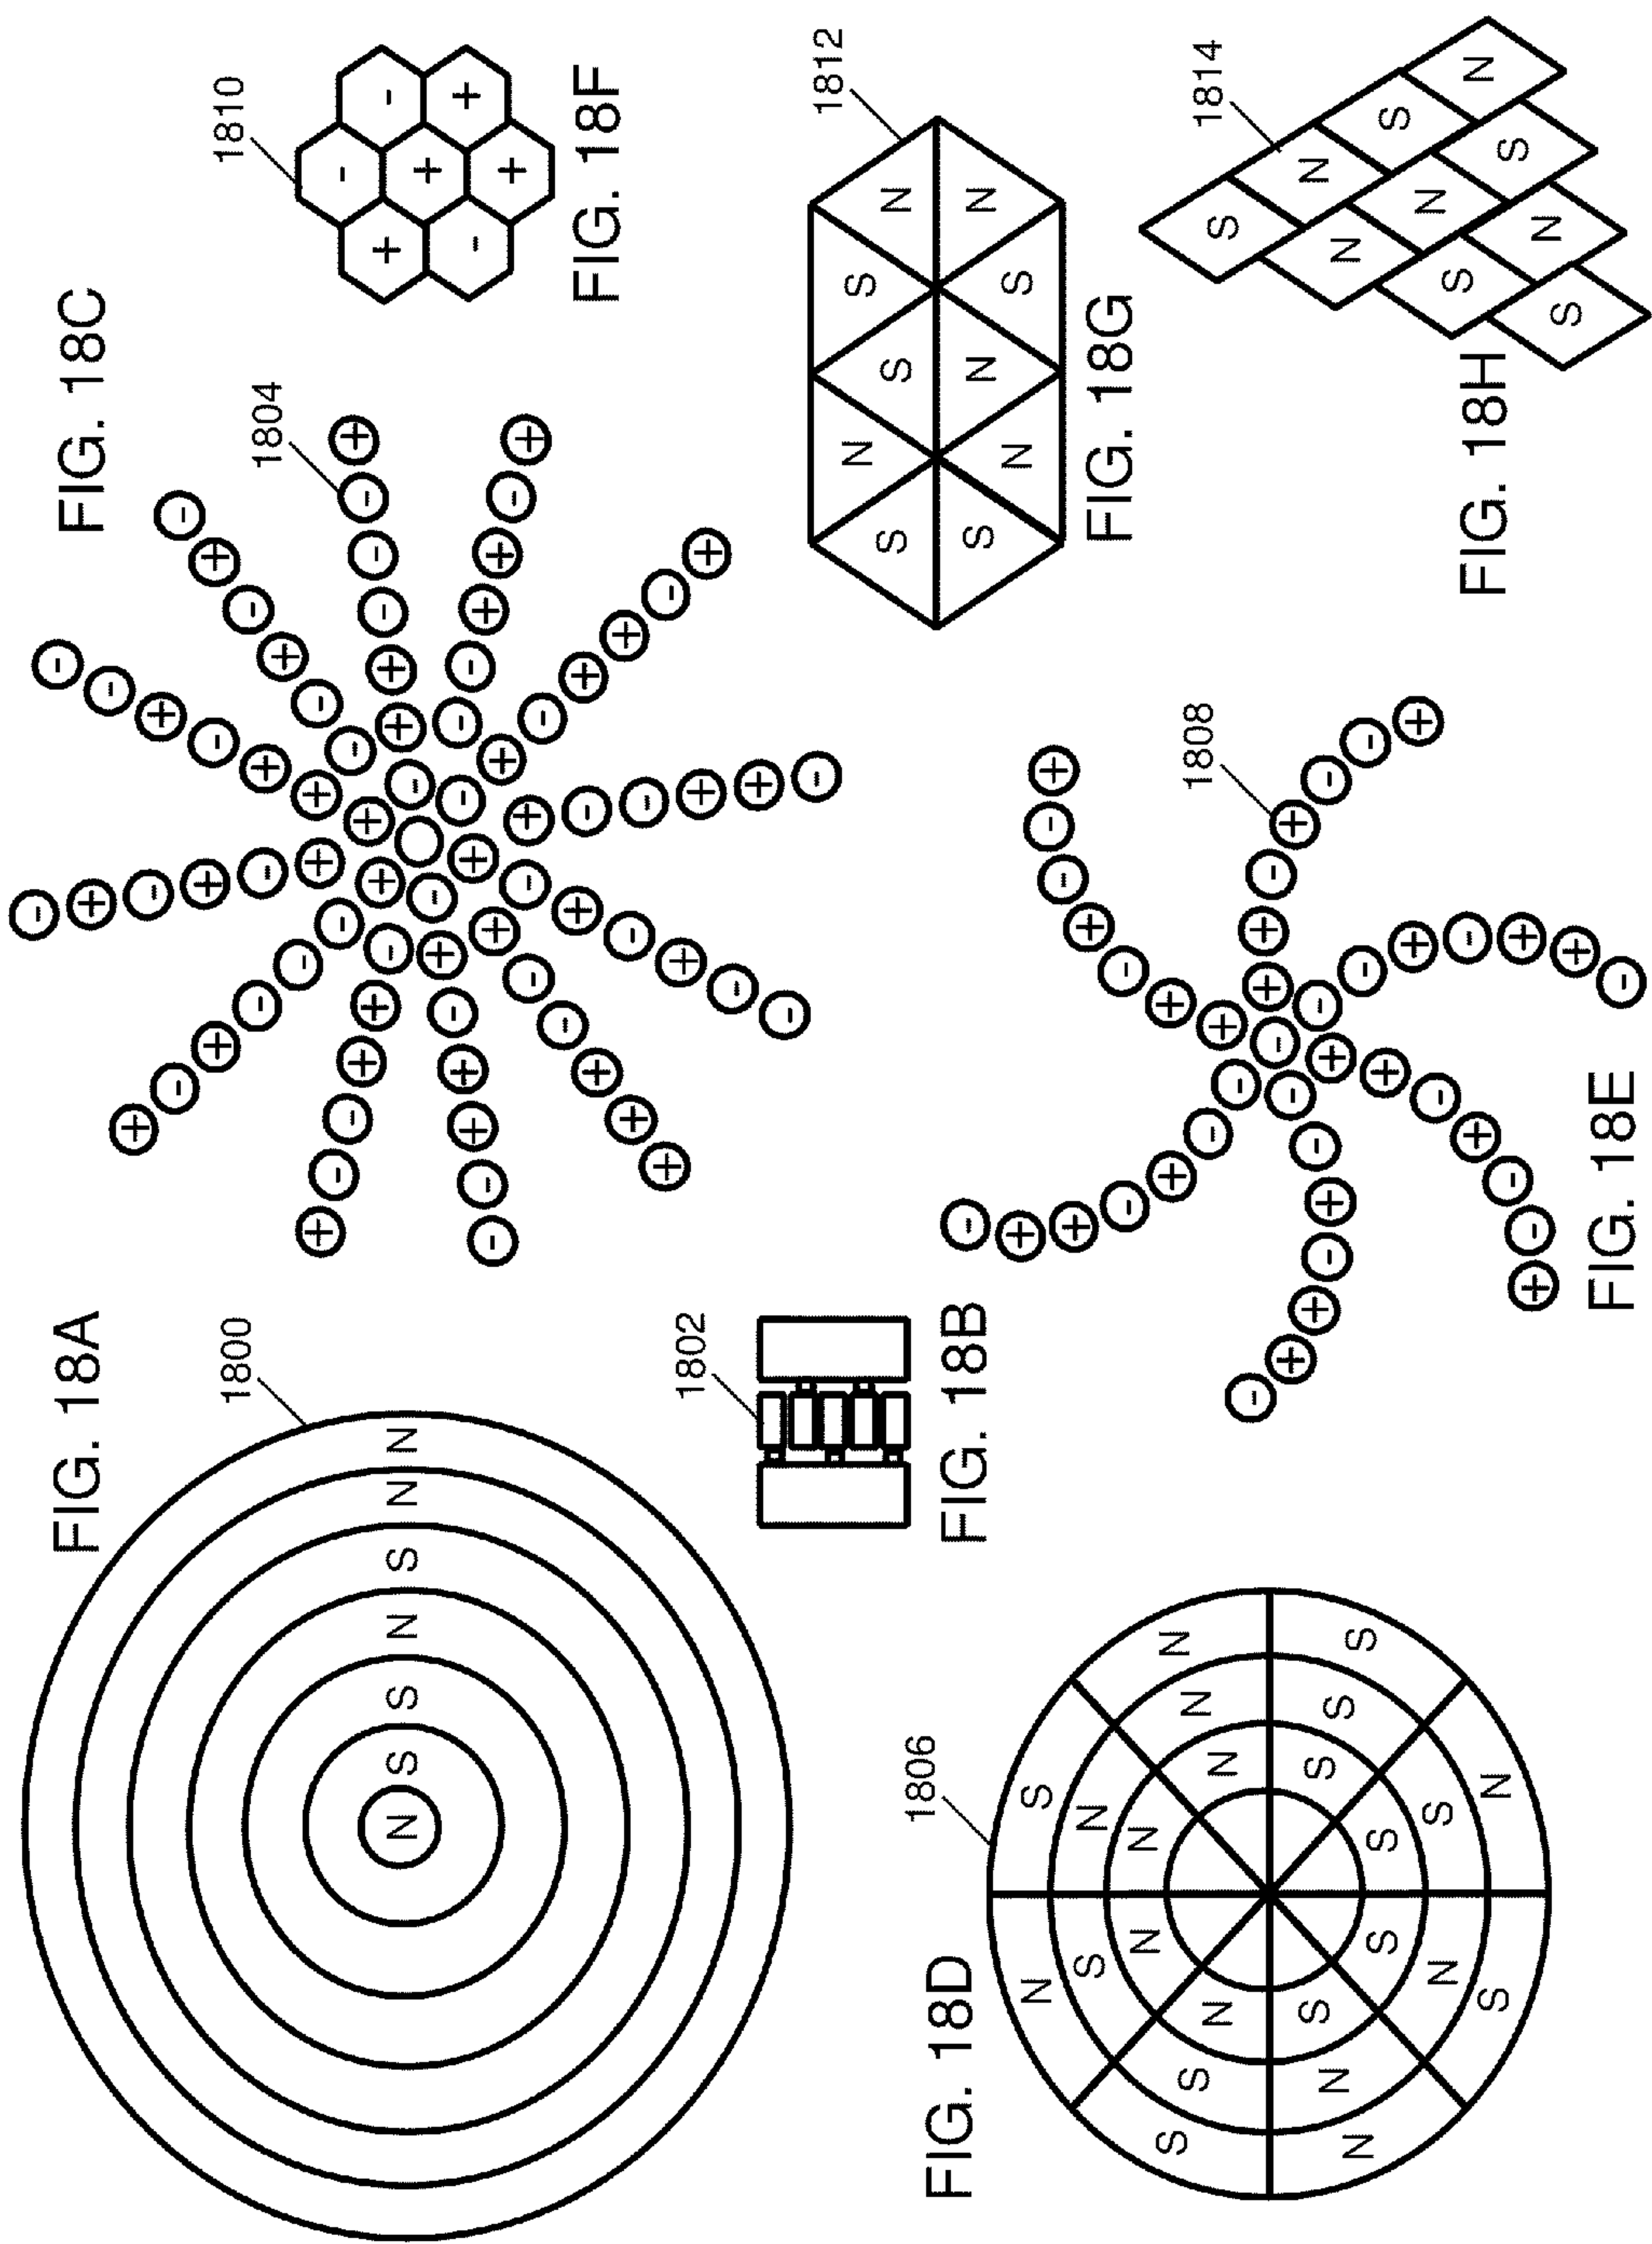 FIG. 18A
1800
N S S N S N N
FIG. 18B
1802
FIG. 18C
1804
- + + - - - +
- - + + - +
- + - + + - +
+ - - + + -
+ - + - + - -
+ - - + + +
- + - + + - -
- + + - - +
+ - - - + - +
+ - + - + -
+ + + - + - -
- - + - + -
FIG. 18D
1806
N N N N S S S S
N N S S N N S S
N S N S N S N S
FIG. 18E
1808
-
+ + - + - - +
- - + - + + -
+ + - + - - +
- - + - + + -
- - + - + + -
+ + - + - - +
FIG. 18F
1810
-
+ -
+
- +
+
FIG. 18G
1812
S N S S N
S N N S N
FIG. 18H
1814
S N S N
N N S
S N
S